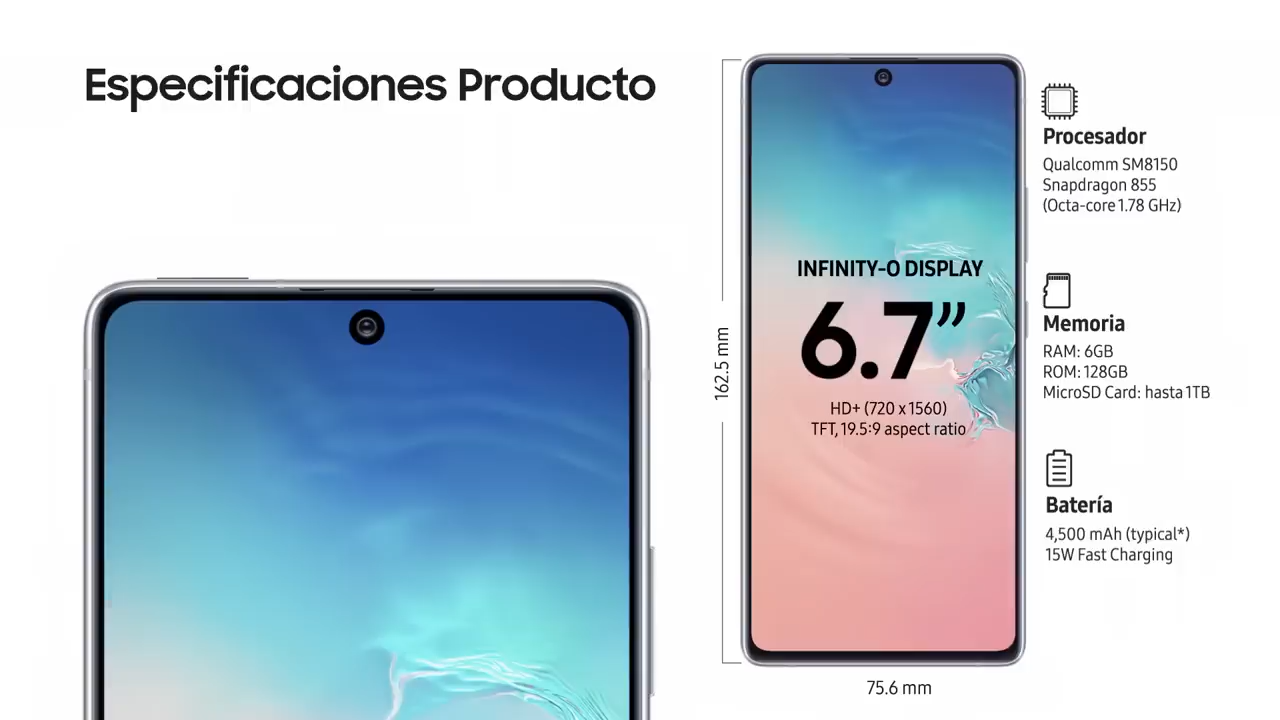 Especificaciones Producto
162.5 mm
INFINITY-O DISPLAY
6.7”
HD+ (720 x 1560)
TFT, 19.5:9 aspect ratio
75.6 mm
Procesador
Qualcomm SM8150
Snapdragon 855
(Octa-core 1.78 GHz)
Memoria
RAM: 6GB
ROM: 128GB
MicroSD Card: hasta 1TB
Batería
4,500 mAh (typical*)
15W Fast Charging